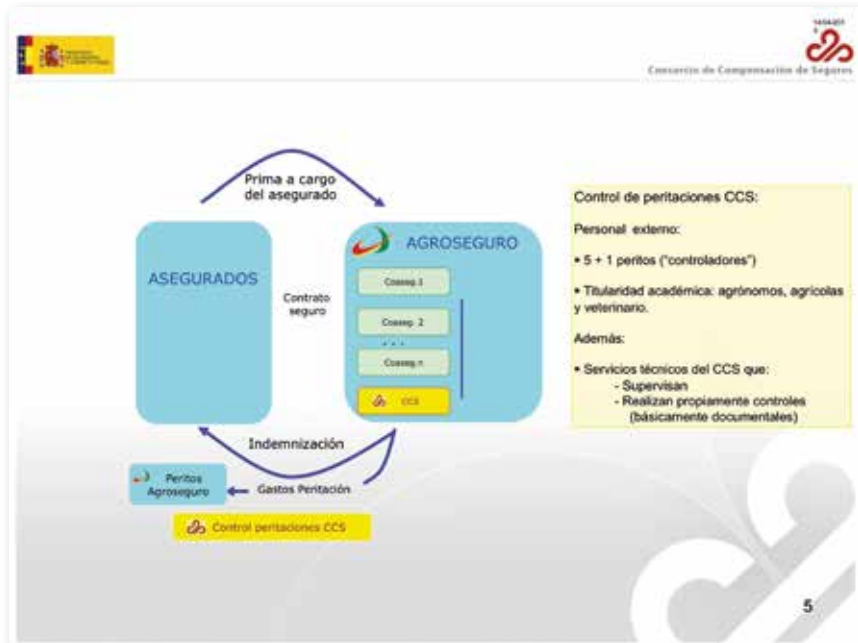 Consorcio de Compensación de Seguros
Prima a cargo
del asegurado
ASEGURADOS
Contrato
seguro
AGROSEGURO
Coaseg.1
Coaseg. 2
...
Coaseg.n
CCS
Indemnización
Peritos
Agroseguro
Gastos Peritación
Control peritaciones CCS
Control de peritaciones CCS:
Personal externo:
▪ 5 + 1 peritos ("controladores")
▪ Titularidad académica: agrónomos, agrícolas
y veterinario.
Además:
▪ Servicios técnicos del CCS que:
- Supervisan
- Realizan propiamente controles
(básicamente documentales)
5